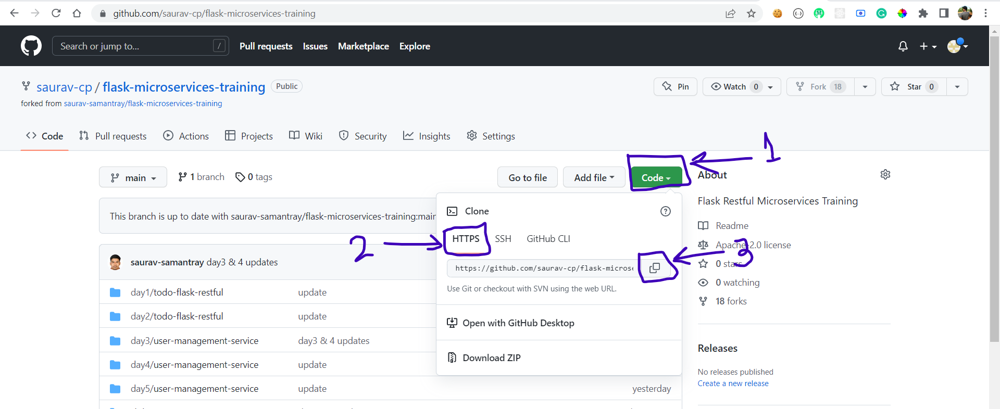 github.com/saurav-cp/flask-microservices-training
Search or jump to... /
Pull requests Issues Marketplace Explore
saurav-cp / flask-microservices-training Public
Pin Watch 0 Fork 18 Star 0
forked from saurav-samantray/flask-microservices-training
Code Pull requests Actions Projects Wiki Security Insights Settings
1
main 1 branch 0 tags Go to file Add file Code About
Flask Restful Microservices Training
This branch is up to date with saurav-samantray/flask-microservices-training:main
Clone
Readme
2 HTTPS SSH GitHub CLI
Apache-2.0 license
3
saurav-samantray day3 & 4 updates
0 stars
https://github.com/saurav-cp/flask-microse
0 watching
Use Git or checkout with SVN using the web URL.
day1/todo-flask-restful update
18 forks
day2/todo-flask-restful update
Open with GitHub Desktop
day3/user-management-service day3 & 4 updates
Releases
Download ZIP
day4/user-management-service update
No releases published
Create a new release
day5/user-management-service update yesterday